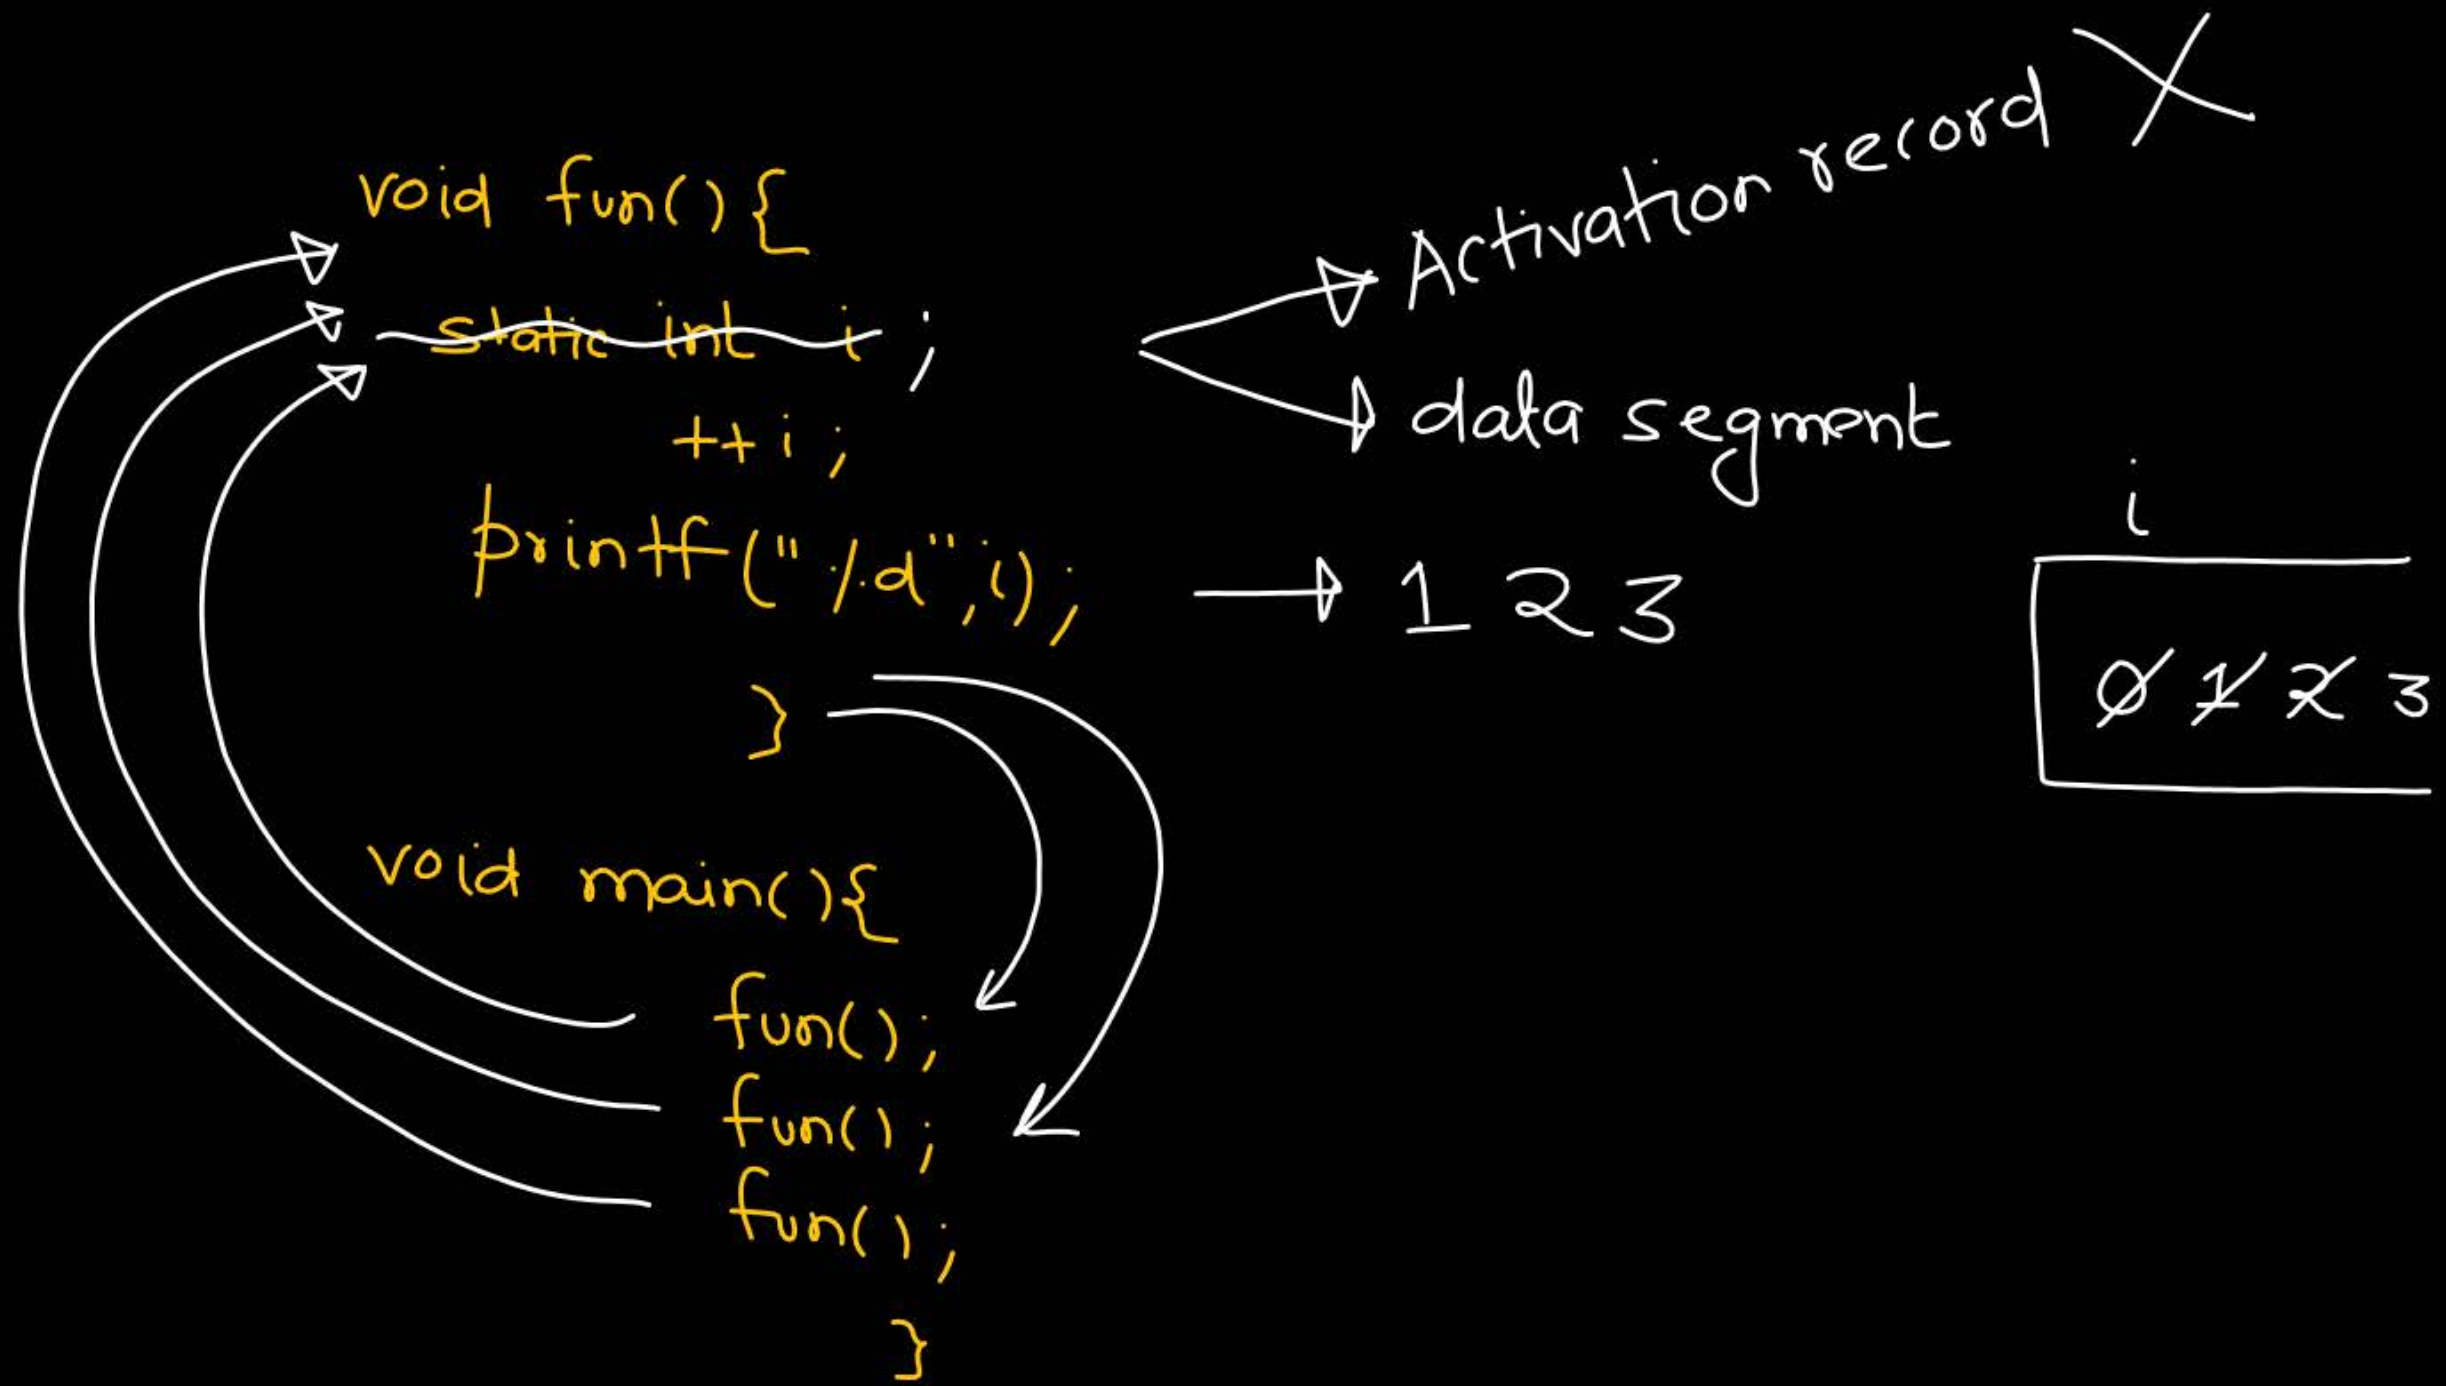 void fun(){
static int i ;
++i ;
printf("%d",i);
}
void main(){
fun();
fun();
fun();
}
Activation record X
data segment
1 2 3
i
0 1 2 3